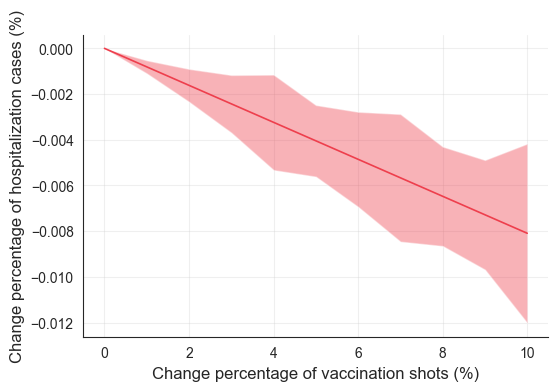 Change percentage of hospitalization cases (%)
0.000
−0.002
−0.004
−0.006
−0.008
−0.010
−0.012
0 2 4 6 8 10
Change percentage of vaccination shots (%)